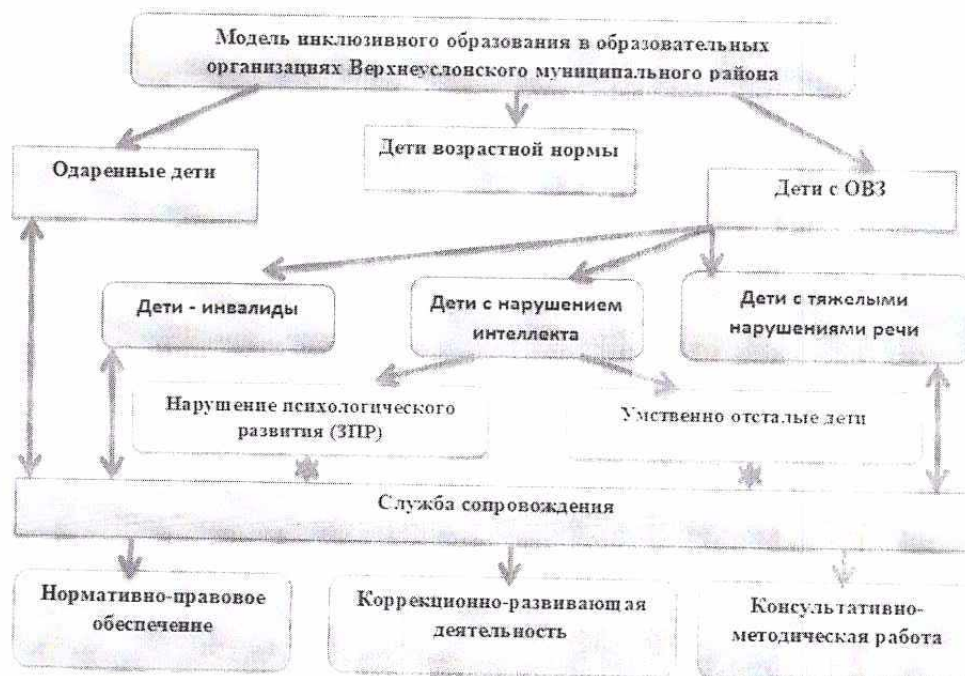 Модель инклюзивного образования в образовательных
организациях Верхнеуслонского муниципального района
Одаренные дети
Дети возрастной нормы
Дети с ОВЗ
Дети - инвалиды
Дети с нарушением
интеллекта
Дети с тяжелыми
нарушениями речи
Нарушение психологического
развития (ЗПР)
Умственно отсталые дети
Служба сопровождения
Нормативно-правовое
обеспечение
Коррекционно-развивающая
деятельность
Консультативно-
методическая работа